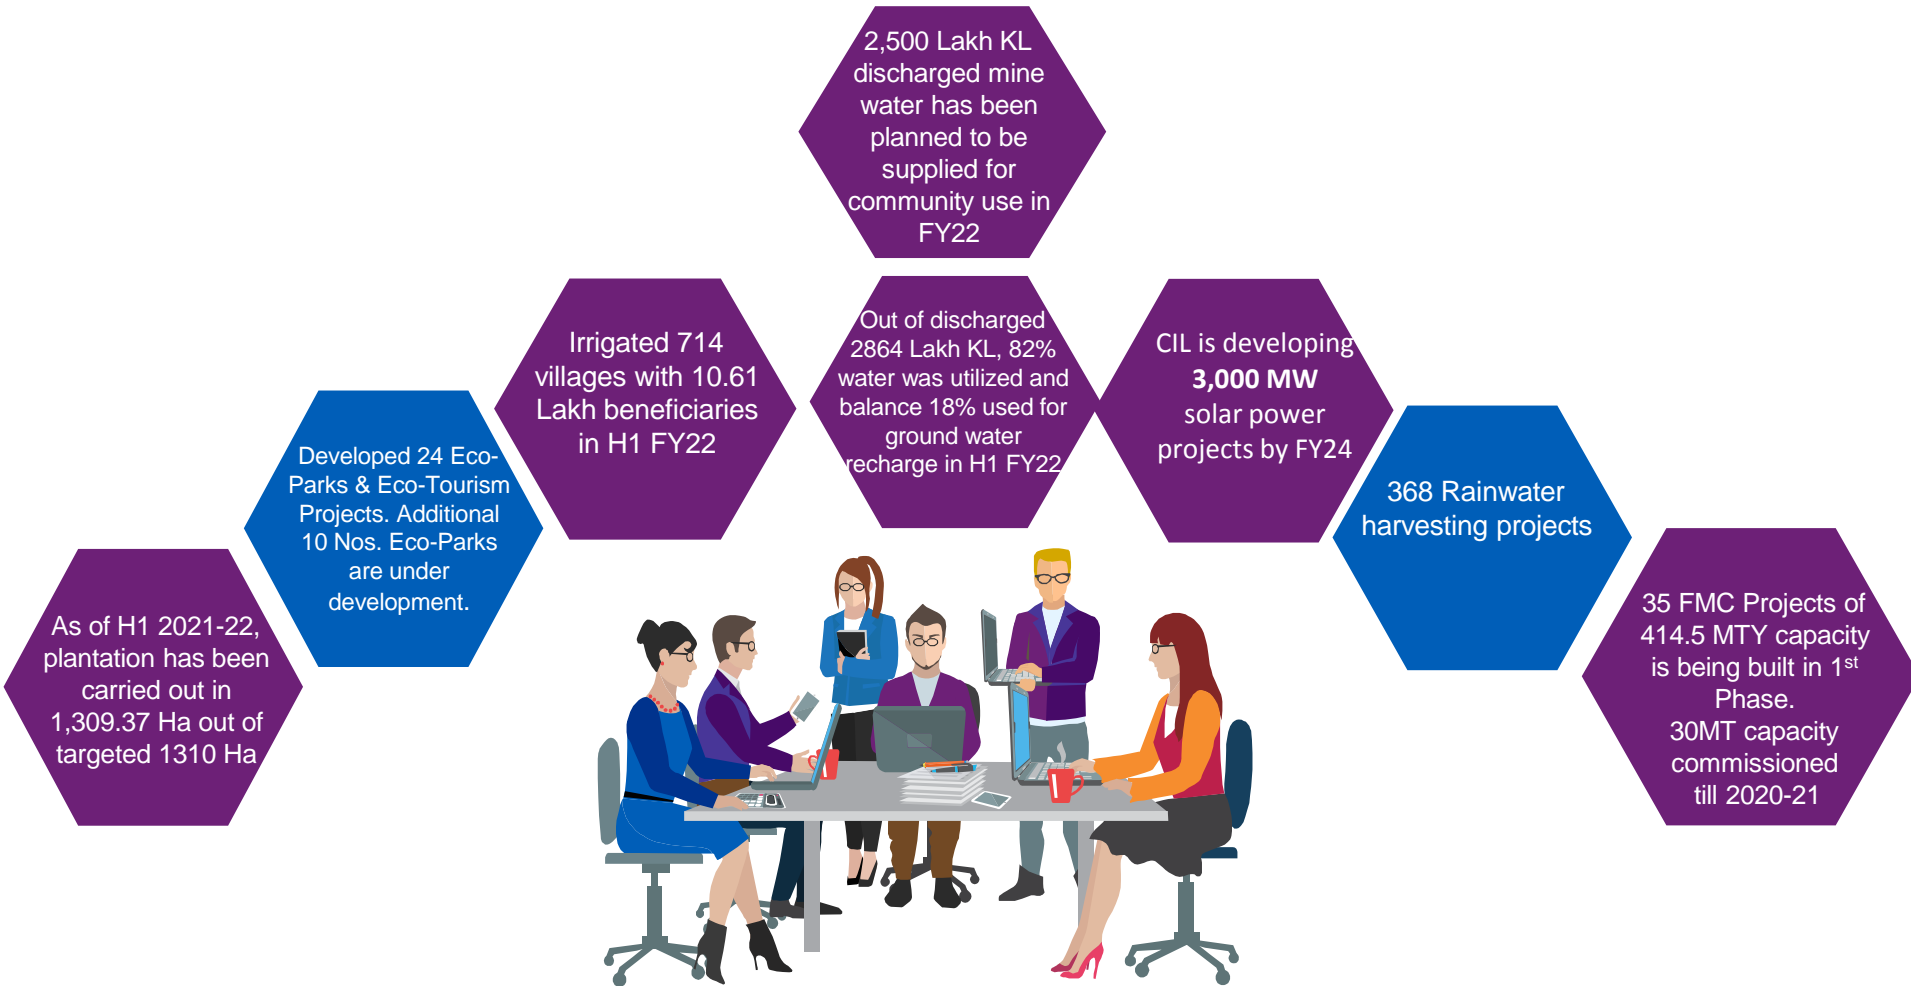 2,500 Lakh KL
discharged mine
water has been
planned to be
supplied for
community use in
FY22
Irrigated 714
villages with 10.61
Lakh beneficiaries
in H1 FY22
Out of discharged
2864 Lakh KL, 82%
water was utilized and
balance 18% used for
ground water
recharge in H1 FY22
CIL is developing
3,000 MW
solar power
projects by FY24
Developed 24 Eco-
Parks & Eco-Tourism
Projects. Additional
10 Nos. Eco-Parks
are under
development.
368 Rainwater
harvesting projects
As of H1 2021-22,
plantation has been
carried out in
1,309.37 Ha out of
targeted 1310 Ha
35 FMC Projects of
414.5 MTY capacity
is being built in 1st
Phase.
30MT capacity
commissioned
till 2020-21